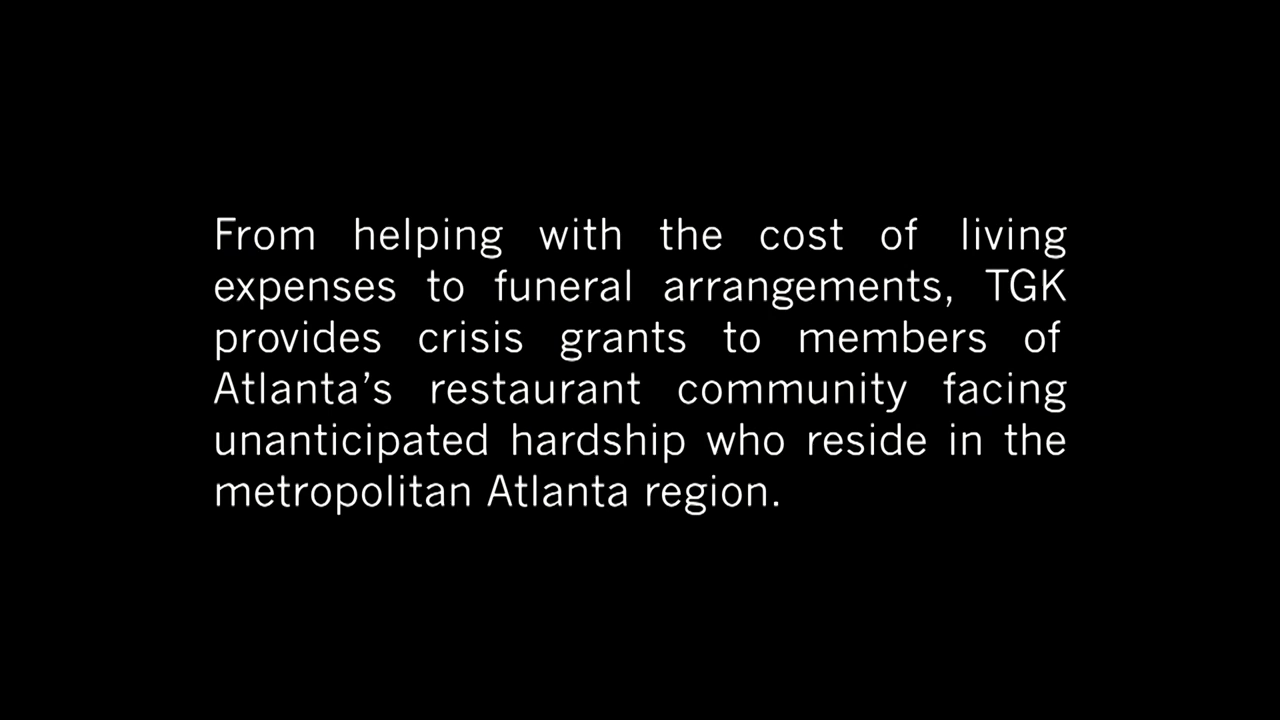 From helping with the cost of living
expenses to funeral arrangements, TGK
provides crisis grants to members of
Atlanta’s restaurant community facing
unanticipated hardship who reside in the
metropolitan Atlanta region.